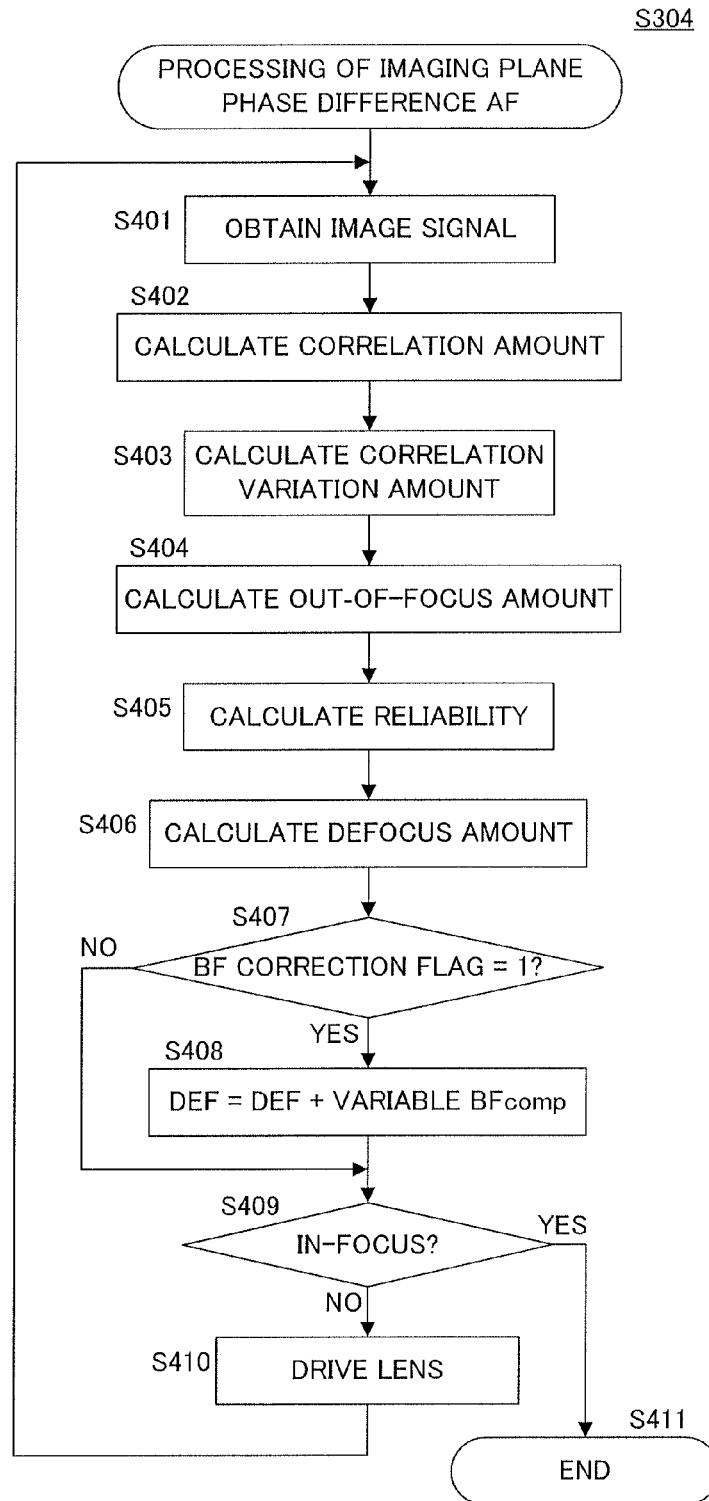 S304
PROCESSING OF IMAGING PLANE
PHASE DIFFERENCE AF
S401
OBTAIN IMAGE SIGNAL
S402
CALCULATE CORRELATION AMOUNT
S403
CALCULATE CORRELATION
VARIATION AMOUNT
S404
CALCULATE OUT-OF-FOCUS AMOUNT
S405
CALCULATE RELIABILITY
S406
CALCULATE DEFOCUS AMOUNT
S407
NO
BF CORRECTION FLAG = 1?
YES
S408
DEF = DEF + VARIABLE BFcomp
S409
YES
IN-FOCUS?
NO
S410
DRIVE LENS
S411
END